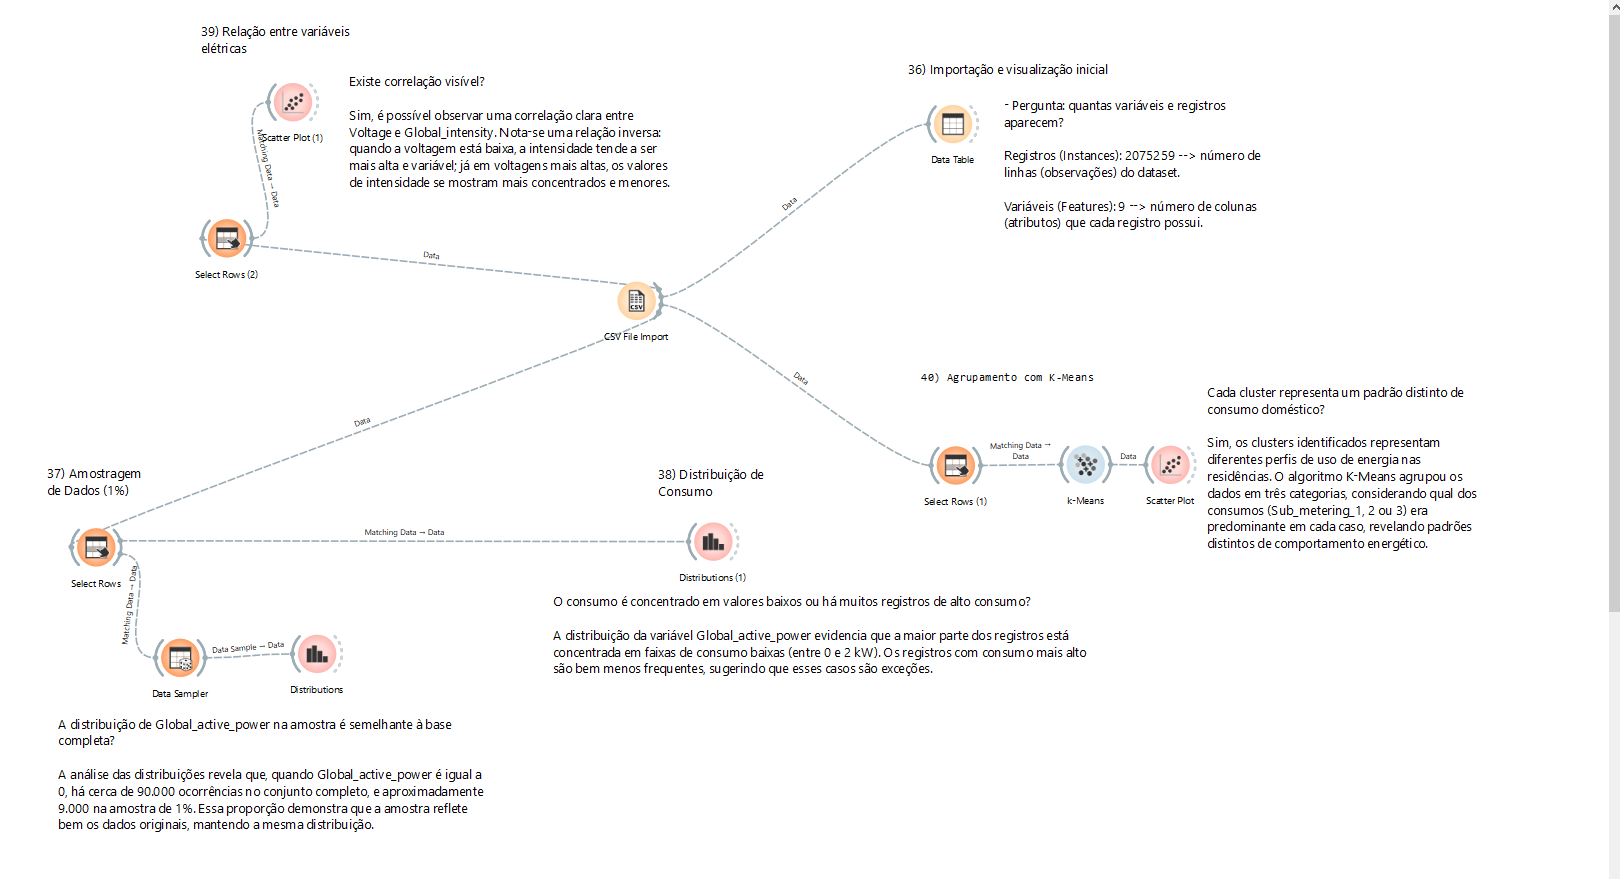 39) Relação entre variáveis
elétricas
Existe correlação visível?
Sim, é possível observar uma correlação clara entre
Voltage e Global_intensity. Nota-se uma relação inversa:
quando a voltagem está baixa, a intensidade tende a ser
mais alta e variável; já em voltagens mais altas, os valores
de intensidade se mostram mais concentrados e menores.
Scatter Plot (1)
Matching Data → Data
Select Rows (2)
Data
CSV
CSV File Import
36) Importação e visualização inicial
- Pergunta: quantas variáveis e registros
aparecem?
Registros (Instances): 2075259 --> número de
linhas (observações) do dataset.
Variáveis (Features): 9 --> número de colunas
(atributos) que cada registro possui.
Data Table
Data
Data
Data
40) Agrupamento com K-Means
Cada cluster representa um padrão distinto de
consumo doméstico?
Sim, os clusters identificados representam
diferentes perfis de uso de energia nas
residências. O algoritmo K-Means agrupou os
dados em três categorias, considerando qual dos
consumos (Sub_metering_1, 2 ou 3) era
predominante em cada caso, revelando padrões
distintos de comportamento energético.
Select Rows (1)
Matching Data →
Data
k-Means
Data
Scatter Plot
37) Amostragem
de Dados (1%)
Select Rows
Matching Data → Data
Matching Data → Data
38) Distribuição de
Consumo
Distributions (1)
O consumo é concentrado em valores baixos ou há muitos registros de alto consumo?
A distribuição da variável Global_active_power evidencia que a maior parte dos registros está
concentrada em faixas de consumo baixas (entre 0 e 2 kW). Os registros com consumo mais alto
são bem menos frequentes, sugerindo que esses casos são exceções.
Data Sampler
Data Sample → Data
Distributions
A distribuição de Global_active_power na amostra é semelhante à base
completa?
A análise das distribuições revela que, quando Global_active_power é igual a
0, há cerca de 90.000 ocorrências no conjunto completo, e aproximadamente
9.000 na amostra de 1%. Essa proporção demonstra que a amostra reflete
bem os dados originais, mantendo a mesma distribuição.